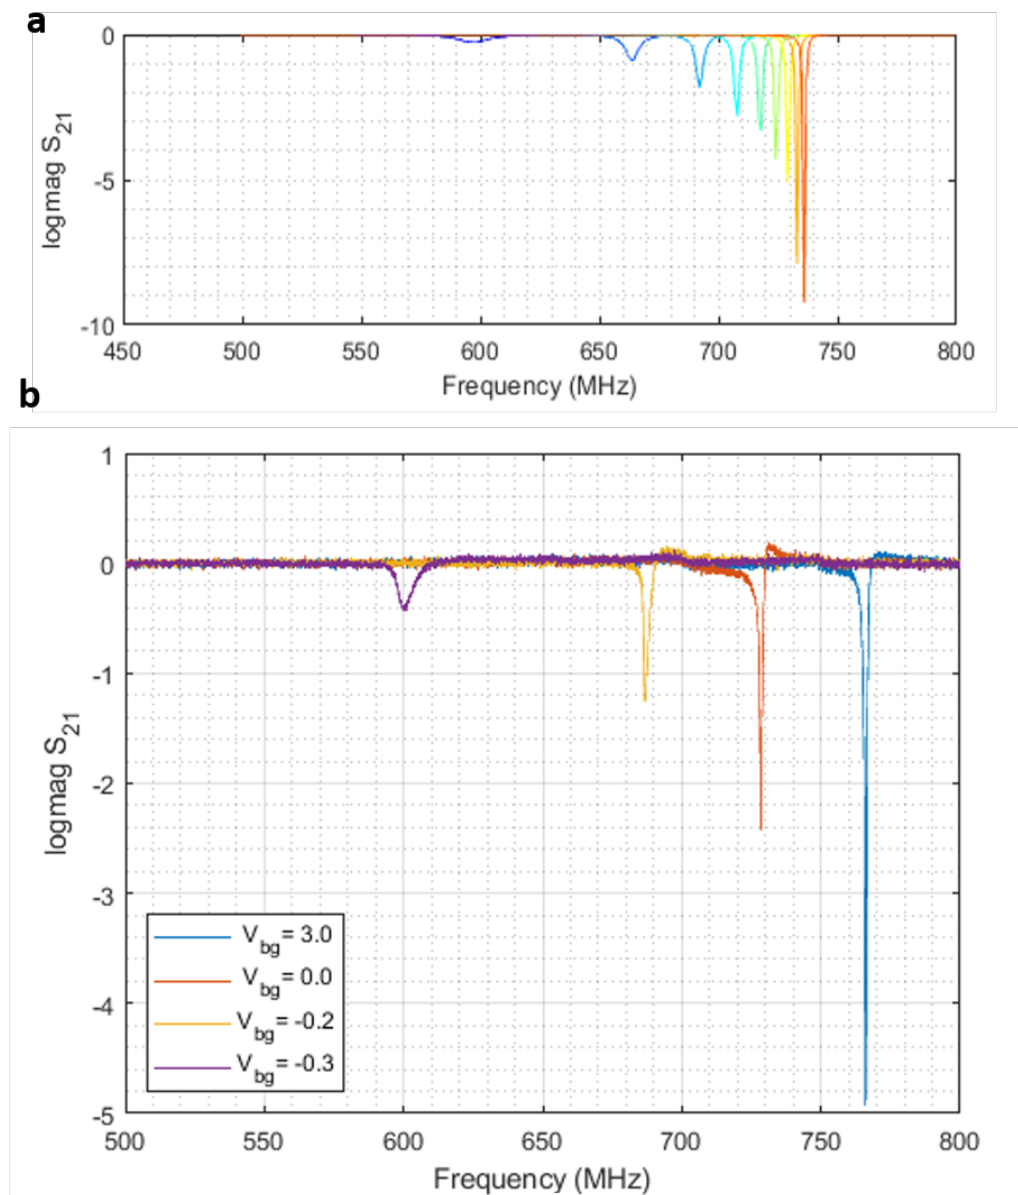 a
0
-5
-10
logmag S21
450 500 550 600 650 700 750 800
Frequency (MHz)
b
1
0
-1
-2
-3
-4
-5
logmag S21
Vbg= 3.0
Vbg= 0.0
Vbg= -0.2
Vbg= -0.3
500 550 600 650 700 750 800
Frequency (MHz)